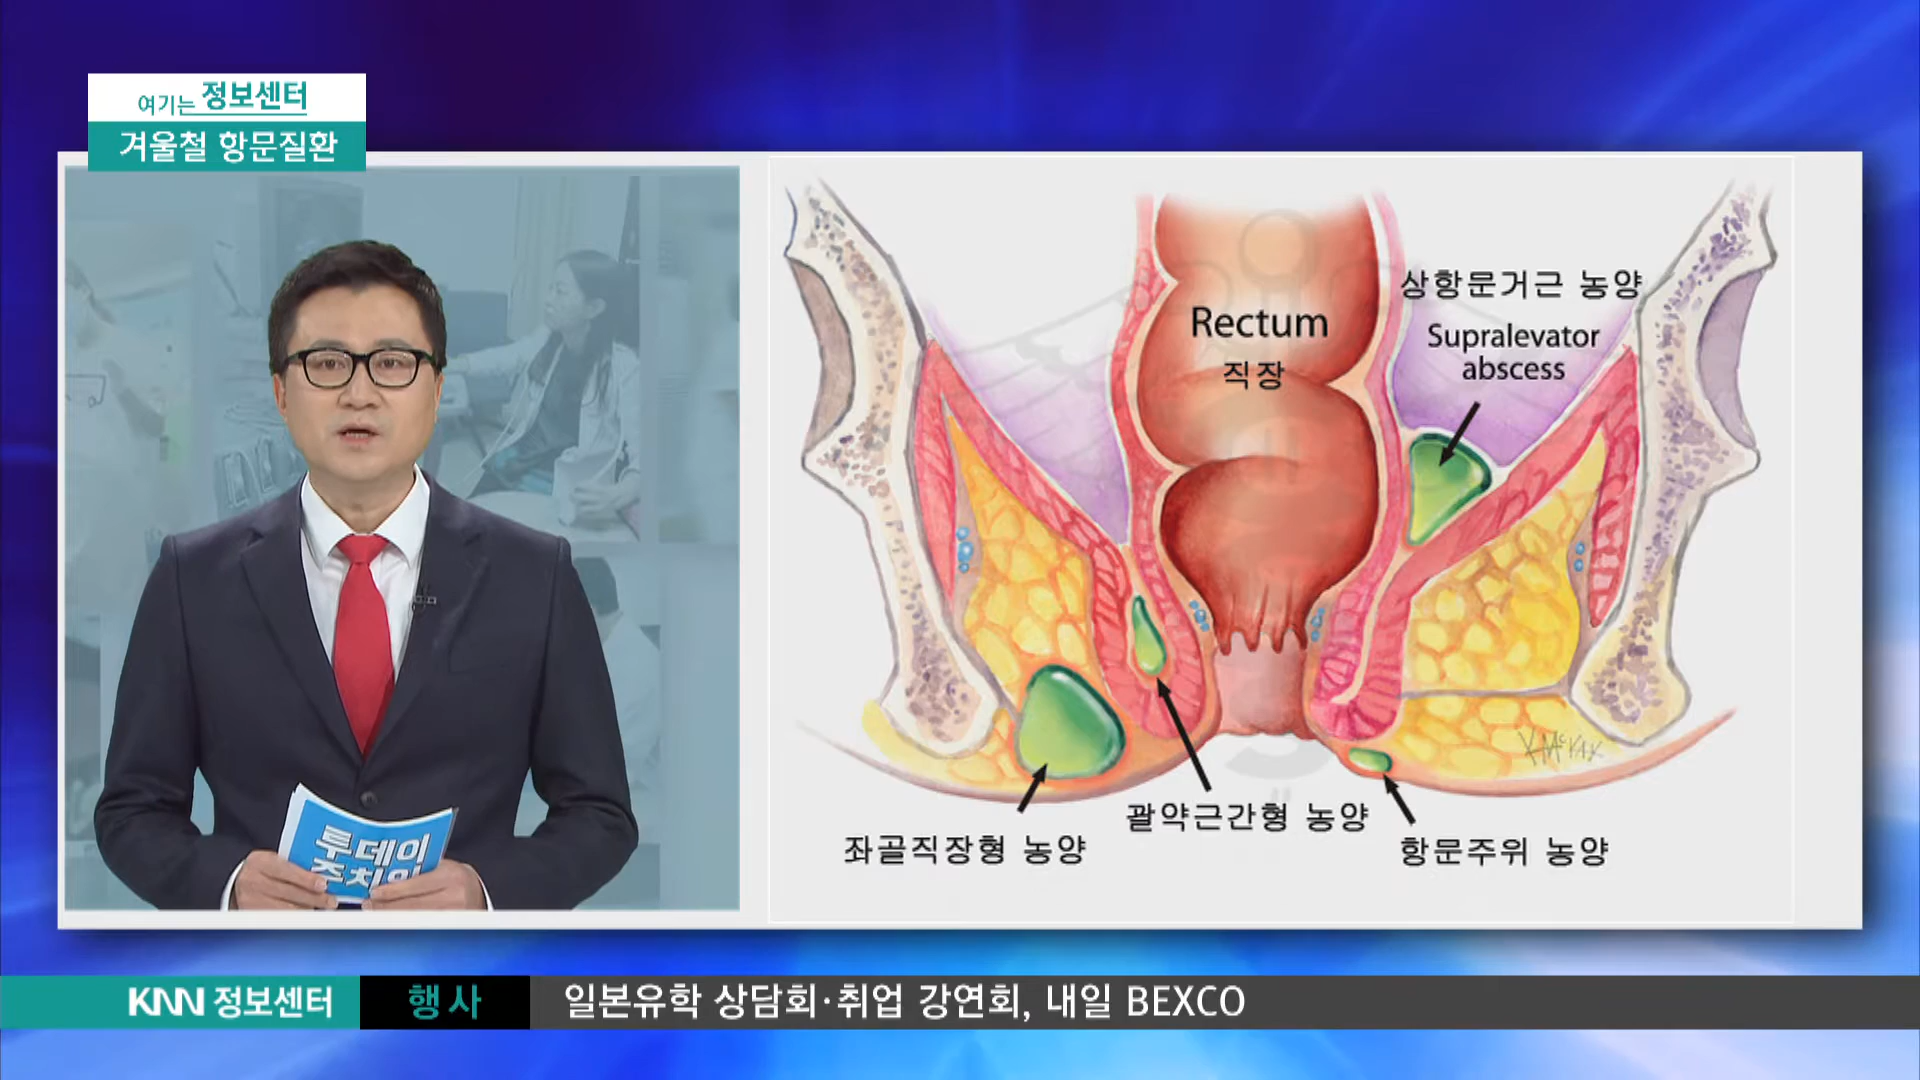 여기는 정보센터
겨울철 항문질환
Rectum
직장
상항문거근 농양
Supralevator
abscess
좌골직장형 농양
괄약근간형 농양
항문주위 농양
투데이
주치의
KNN 정보센터
행사
일본유학 상담회·취업 강연회, 내일 BEXCO